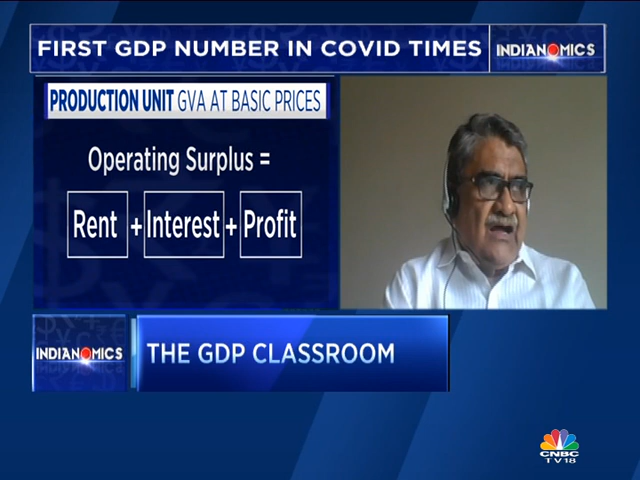 FIRST GDP NUMBER IN COVID TIMES
INDIANOMICS
PRODUCTION UNIT GVA AT BASIC PRICES
Operating Surplus =
Rent + Interest + Profit
INDIANOMICS
THE GDP CLASSROOM
CNBC
TV18